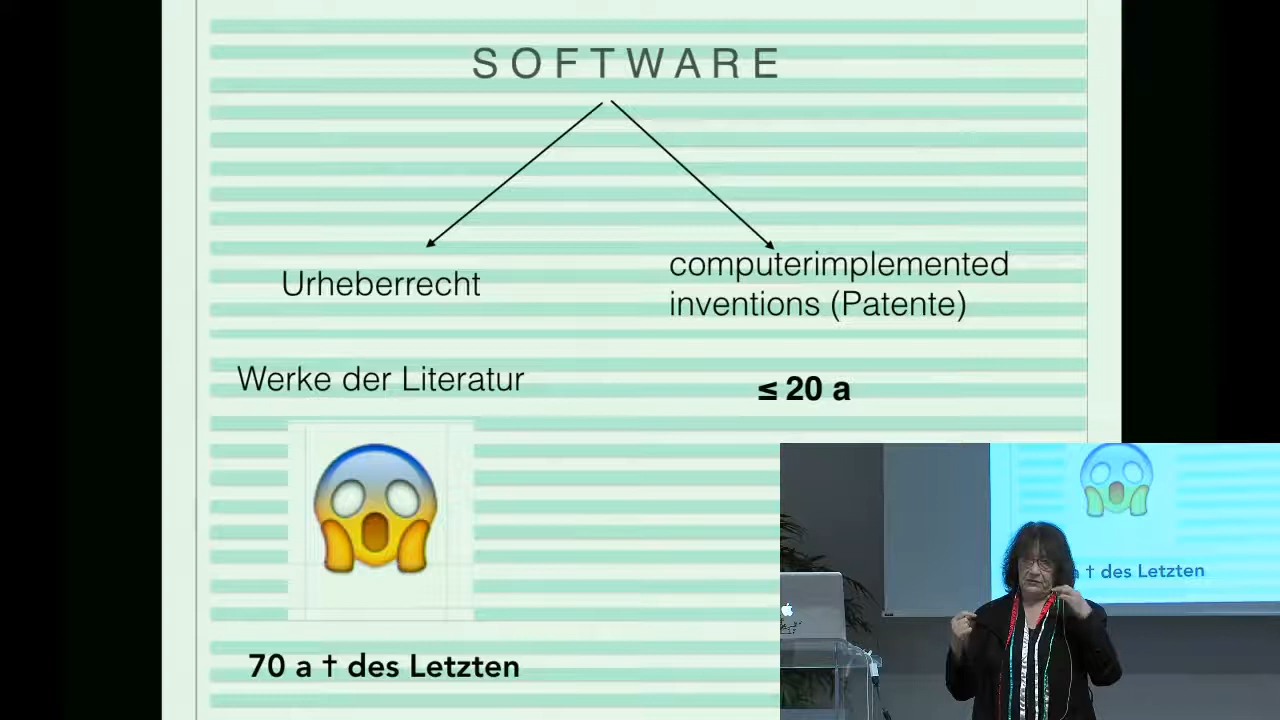 SOFTWARE
Urheberrecht
computerimplemented
inventions (Patente)
Werke der Literatur
≤ 20 a
70 a † des Letzten
a † des Letzten